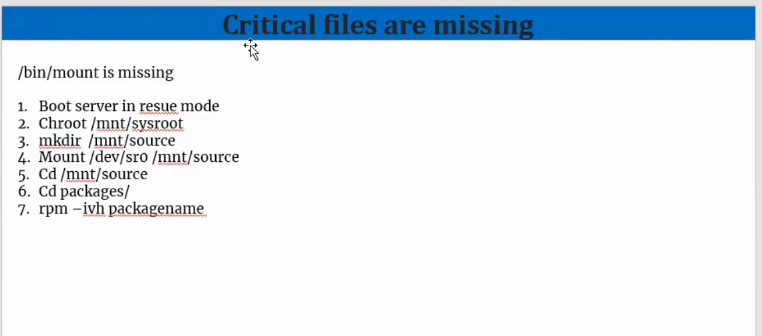 Critical files are missing
/bin/mount is missing
1. Boot server in resue mode
2. Chroot /mnt/sysroot
3. mkdir /mnt/source
4. Mount /dev/sr0 /mnt/source
5. Cd /mnt/source
6. Cd packages/
7. rpm –ivh packagename